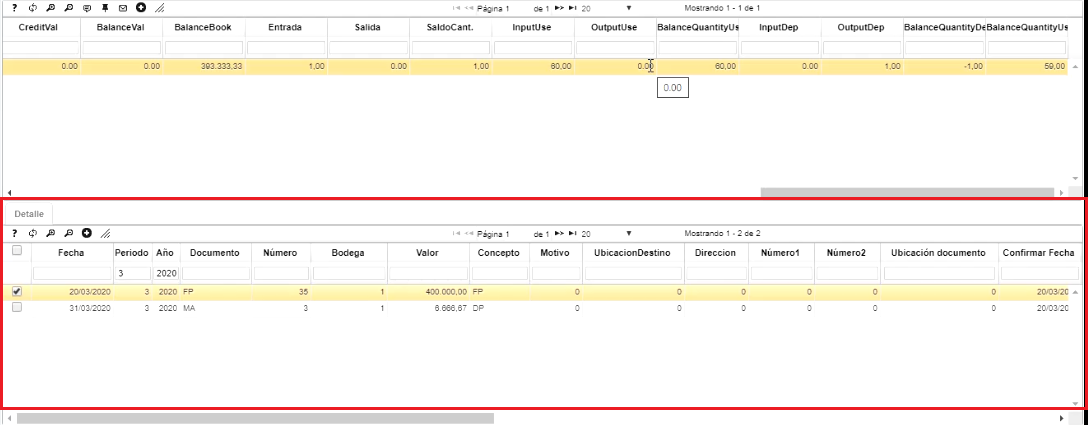 Página 1 de 1 20 Mostrando 1 - 1 de 1
CreditVal BalanceVal BalanceBook Entrada Salida SaldoCant. InputUse OutputUse BalanceQuantityUs InputDep OutputDep BalanceQuantityDe BalanceQuantityUs
0.00 0.00 393.333,33 1,00 0.00 1,00 60,00 0.00 60,00 0.00 1,00 -1,00 59,00
0.00
Detalle
Página 1 de 1 20 Mostrando 1 - 2 de 2
Fecha Periodo Año Documento Número Bodega Valor Concepto Motivo UbicacionDestino Direccion Número1 Número2 Ubicación documento Confirmar Fecha
3 2020
20/03/2020 3 2020 FP 35 1 400.000,00 FP 0 0 0 0 0 0 20/03/20
31/03/2020 3 2020 MA 3 1 6.666,67 DP 0 0 0 0 0 0 20/03/20